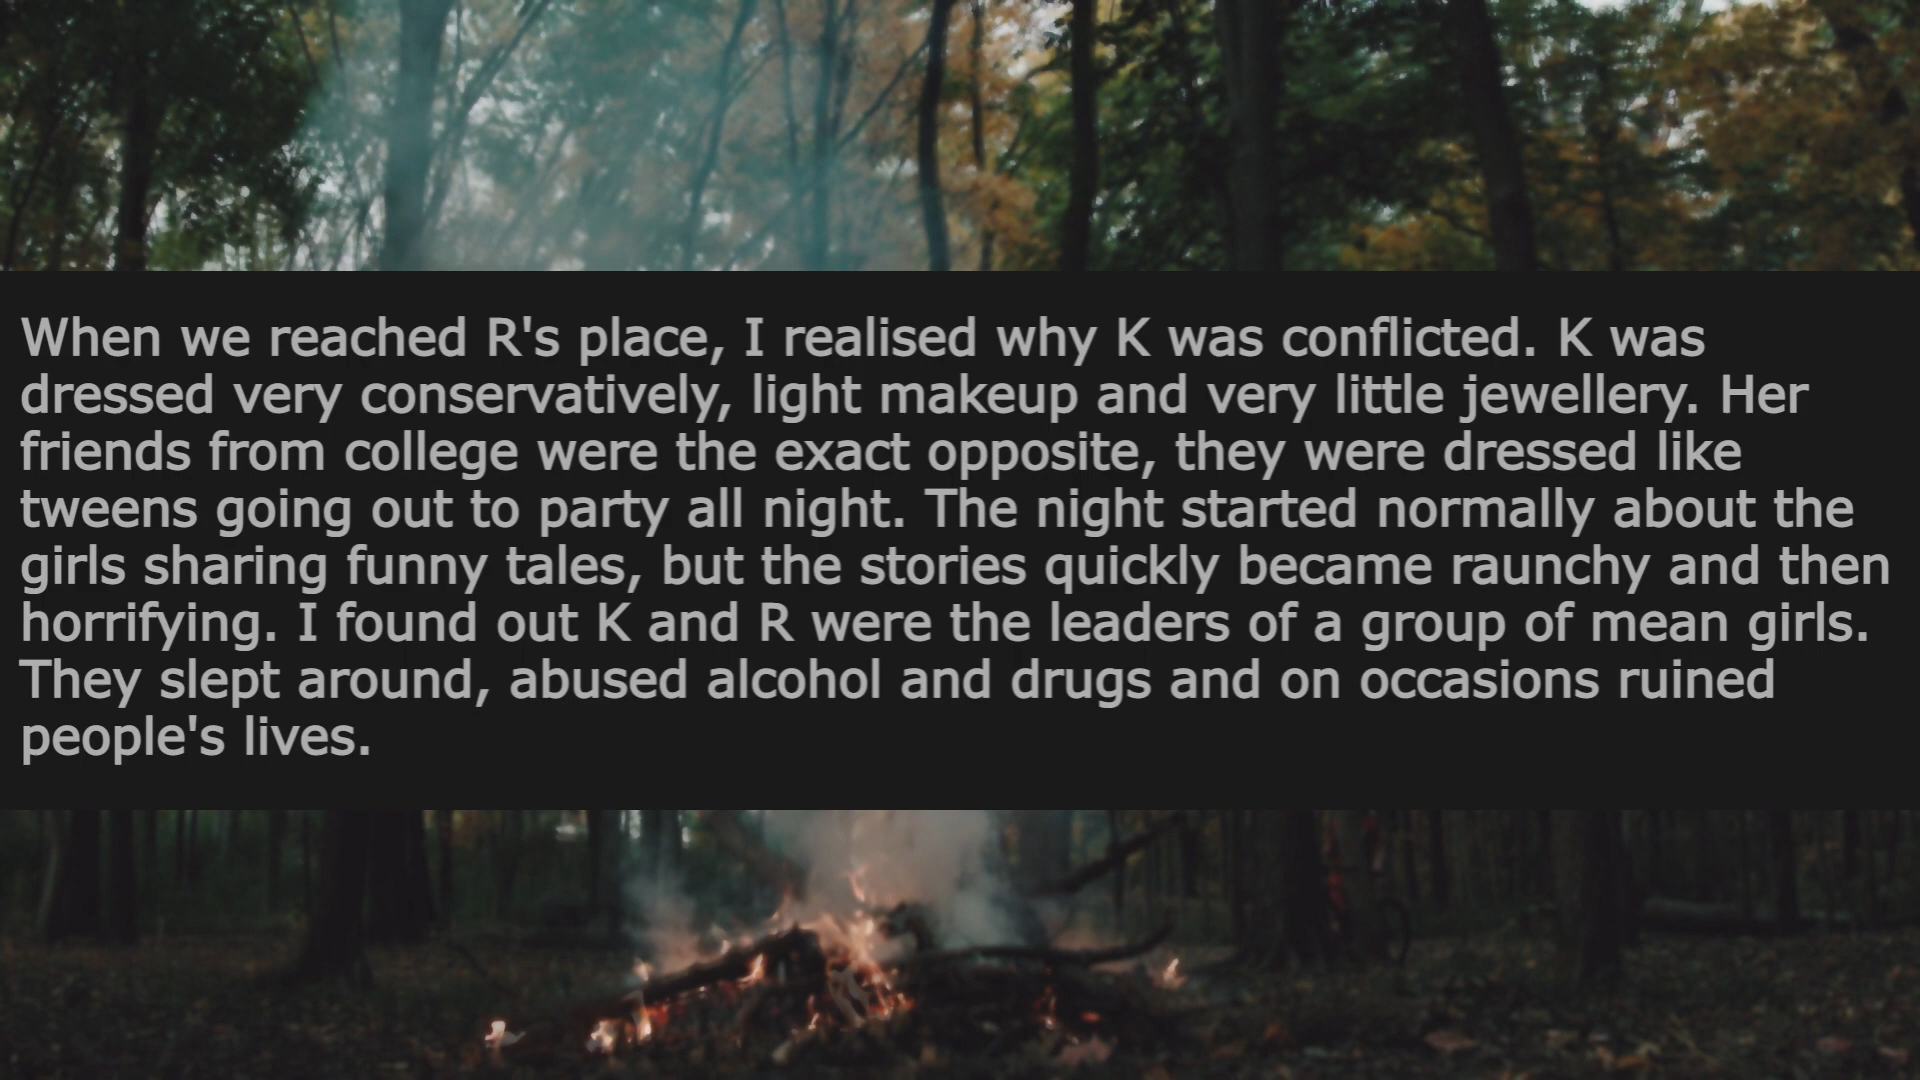 When we reached R's place, I realised why K was conflicted. K was
dressed very conservatively, light makeup and very little jewellery. Her
friends from college were the exact opposite, they were dressed like
tweens going out to party all night. The night started normally about the
girls sharing funny tales, but the stories quickly became raunchy and then
horrifying. I found out K and R were the leaders of a group of mean girls.
They slept around, abused alcohol and drugs and on occasions ruined
people's lives.